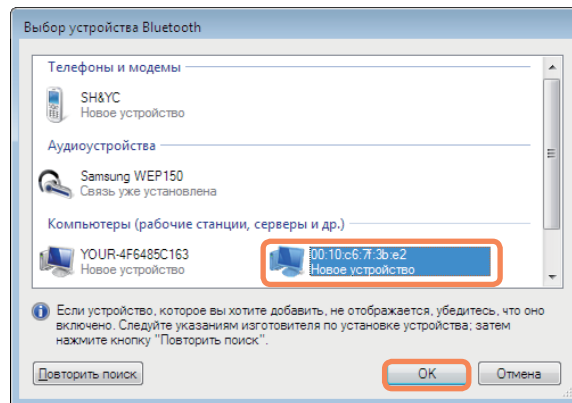 Выбор устройства Bluetooth
Телефоны и модемы
SH&YC
Новое устройство
Аудиоустройства
Samsung WEP150
Связь уже установлена
Компьютеры (рабочие станции, серверы и др.)
YOUR-4F6485C163
Новое устройство
00:10:c6:7f:3b:e2
Новое устройство
Если устройство, которое вы хотите добавить, не отображается, убедитесь, что оно
включено. Следуйте указаниям изготовителя по установке устройства; затем
нажмите кнопку "Повторить поиск".
Повторить поиск
OK
Отмена